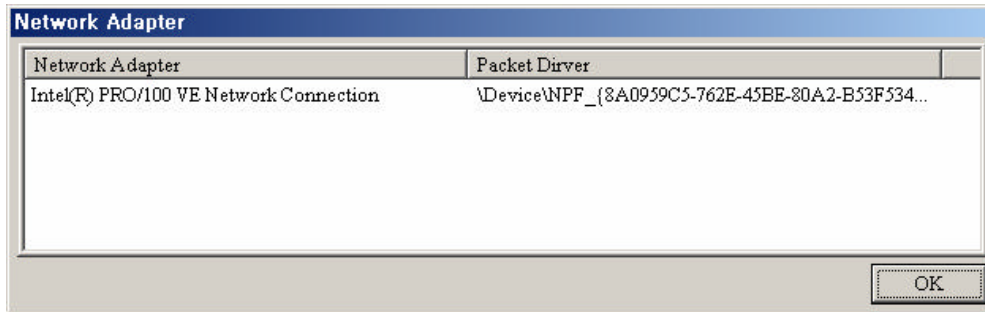 Network Adapter
Network Adapter Packet Dirver
Intel(R) PRO/100 VE Network Connection \Device\NPF_{8A0959C5-762E-45BE-80A2-B53F534...
OK